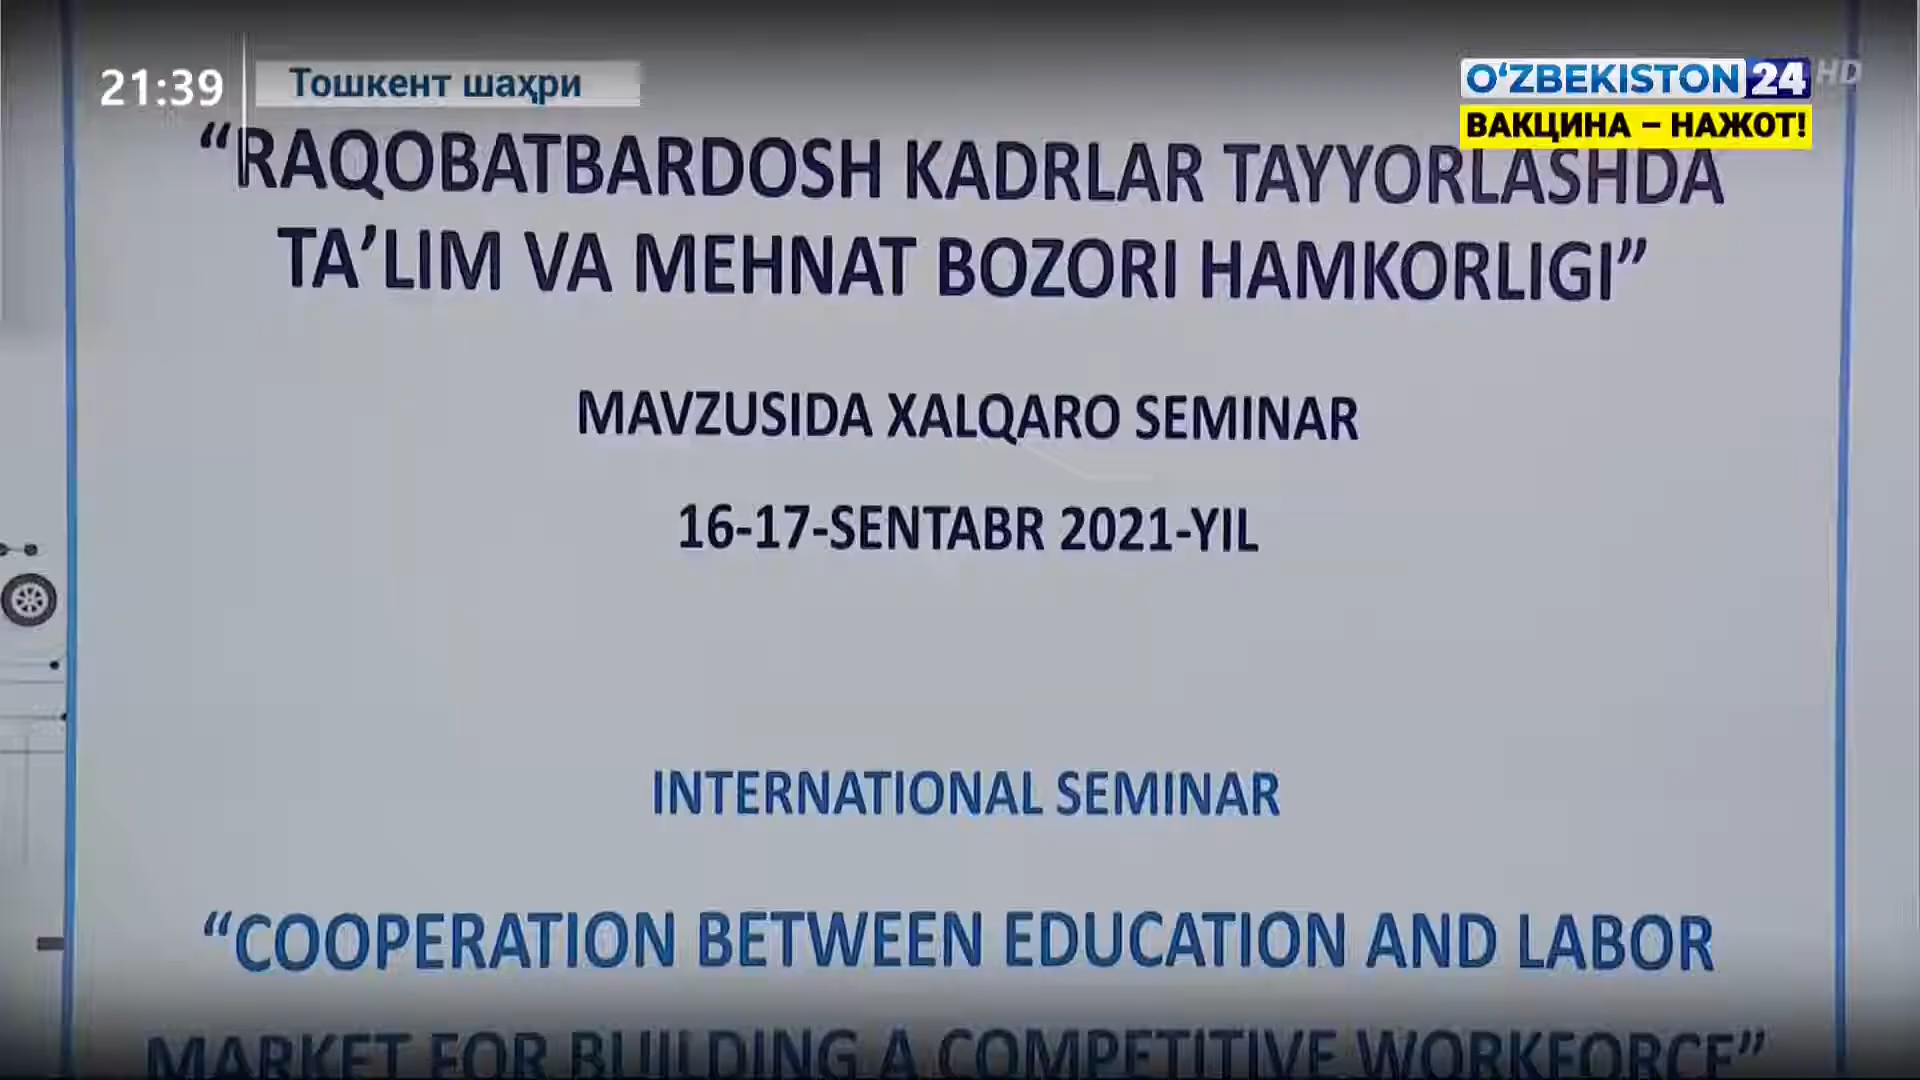 21:39
Тошкент шаҳри
O‘ZBEKISTON 24 HD
ВАКЦИНА – НАЖОТ!
“RAQOBATBARDOSH KADRLAR TAYYORLASHDA
TA’LIM VA MEHNAT BOZORI HAMKORLIGI”
MAVZUSIDA XALQARO SEMINAR
16-17-SENTABR 2021-YIL
INTERNATIONAL SEMINAR
“COOPERATION BETWEEN EDUCATION AND LABOR
MARKET FOR BUILDING A COMPETITIVE WORKFORCE”